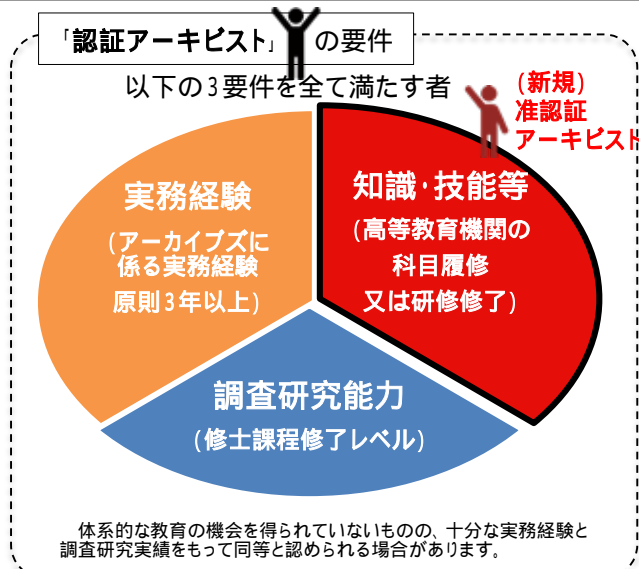 「認証アーキビスト」の要件
以下の3要件を全て満たす者
(新規)
准認証
アーキビスト
実務経験
(アーカイブズに
係る実務経験
原則3年以上)
知識・技能等
(高等教育機関の
科目履修
又は研修修了)
調査研究能力
(修士課程修了レベル)
体系的な教育の機会を得られていないものの、十分な実務経験と
調査研究実績をもって同等と認められる場合があります。